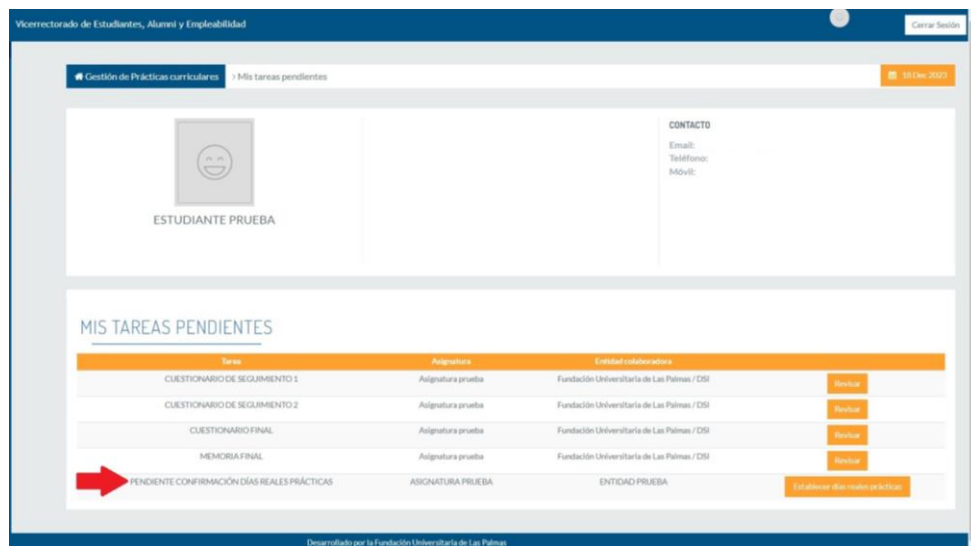 Vicerrectorado de Estudiantes, Alumni y Empleabilidad
Cerrar Sesión
Gestión de Prácticas curriculares > Mis tareas pendientes
18 Dec 2023
ESTUDIANTE PRUEBA
CONTACTO
Email:
Teléfono:
Móvil:
MIS TAREAS PENDIENTES
Tarea Asignatura Entidad colaboradora
CUESTIONARIO DE SEGUIMIENTO 1 Asignatura prueba Fundación Universitaria de Las Palmas / DSI Revisar
CUESTIONARIO DE SEGUIMIENTO 2 Asignatura prueba Fundación Universitaria de Las Palmas / DSI Revisar
CUESTIONARIO FINAL Asignatura prueba Fundación Universitaria de Las Palmas / DSI Revisar
MEMORIA FINAL Asignatura prueba Fundación Universitaria de Las Palmas / DSI Revisar
PENDIENTE CONFIRMACIÓN DÍAS REALES PRÁCTICAS ASIGNATURA PRUEBA ENTIDAD PRUEBA Establecer días reales prácticas
Desarrollado por la Fundación Universitaria de Las Palmas